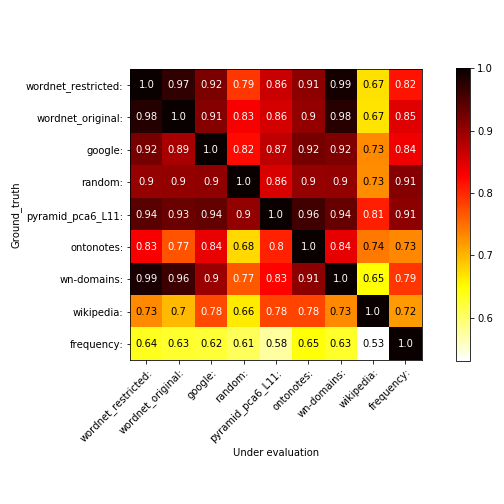 Ground_truth
wordnet_restricted: 1.0 0.97 0.92 0.79 0.86 0.91 0.99 0.67 0.82
wordnet_original: 0.98 1.0 0.91 0.83 0.86 0.9 0.98 0.67 0.85
google: 0.92 0.89 1.0 0.82 0.87 0.92 0.92 0.73 0.84
random: 0.9 0.9 0.9 1.0 0.86 0.9 0.9 0.73 0.91
pyramid_pca6_L11: 0.94 0.93 0.94 0.9 1.0 0.96 0.94 0.81 0.91
ontonotes: 0.83 0.77 0.84 0.68 0.8 1.0 0.84 0.74 0.73
wn-domains: 0.99 0.96 0.9 0.77 0.83 0.91 1.0 0.65 0.79
wikipedia: 0.73 0.7 0.78 0.66 0.78 0.78 0.73 1.0 0.72
frequency: 0.64 0.63 0.62 0.61 0.58 0.65 0.63 0.53 1.0
wordnet_restricted:
wordnet_original:
google:
random:
pyramid_pca6_L11:
ontonotes:
wn-domains:
wikipedia:
frequency:
Under evaluation
1.0
0.9
0.8
0.7
0.6